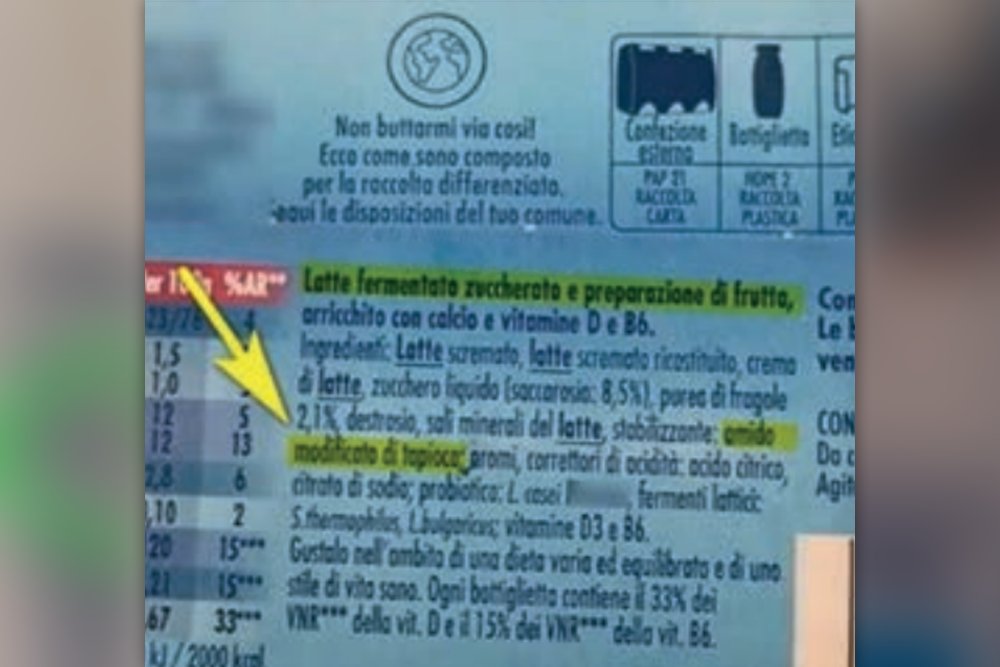 Non buttarmi via così!
Ecco come sono composto
per la raccolta differenziata.
le disposizioni del tuo comune.
Confezione esterna
PAP 21
RACCOLTA
CARTA
Bottiglietta
HDPE 2
RACCOLTA
PLASTICA
%AR**
4
1,5
1,0
12 5
12 13
2,8 6
,10 2
20 15***
21 15***
67 33***
kJ / 2000 kcal
Latte fermentato zuccherato e preparazione di frutta,
arricchito con calcio e vitamine D e B6.
Ingredienti: Latte scremato, latte scremato ricostituito, crema
di latte, zucchero liquido (saccarosio: 8,5%), purea di fragole
2,1%, destrosio, sali minerali del latte, stabilizzante: amido
modificato di tapioca; aromi, correttori di acidità: acido citrico,
citrato di sodio; probiotico: L. casei fermenti lattici:
S.thermophilus, L.bulgaricus; vitamine D3 e B6.
Gustalo nell'ambito di una dieta varia ed equilibrata e di uno
stile di vita sano. Ogni bottiglietta contiene il 33% dei
VNR*** della vit. D e il 15% dei VNR*** della vit. B6.